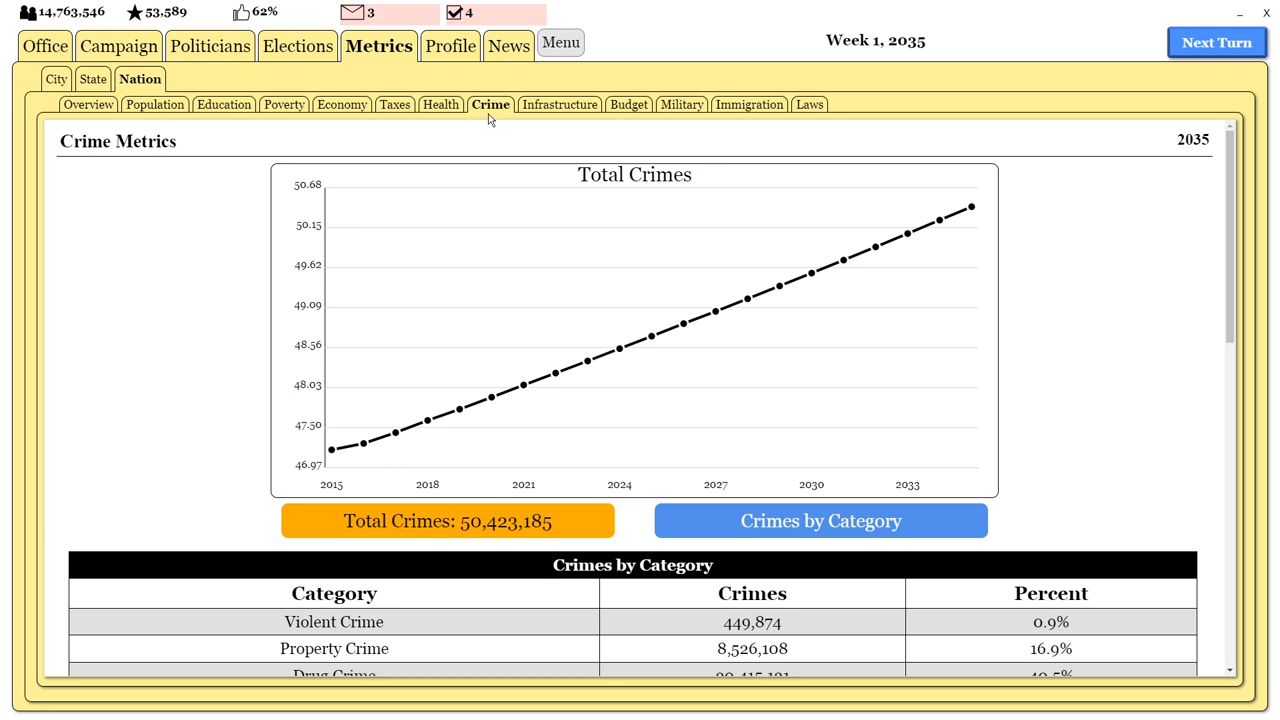 14,763,546 53,589 62% 3 4 _ X
Office Campaign Politicians Elections Metrics Profile News Menu Week 1, 2035 Next Turn
City State Nation
Overview Population Education Poverty Economy Taxes Health Crime Infrastructure Budget Military Immigration Laws
Crime Metrics 2035
Total Crimes
50.68
50.15
49.62
49.09
48.56
48.03
47.50
46.97
2015 2018 2021 2024 2027 2030 2033
Total Crimes: 50,423,185 Crimes by Category
Crimes by Category
Category Crimes Percent
Violent Crime 449,874 0.9%
Property Crime 8,526,108 16.9%
Drug Crime